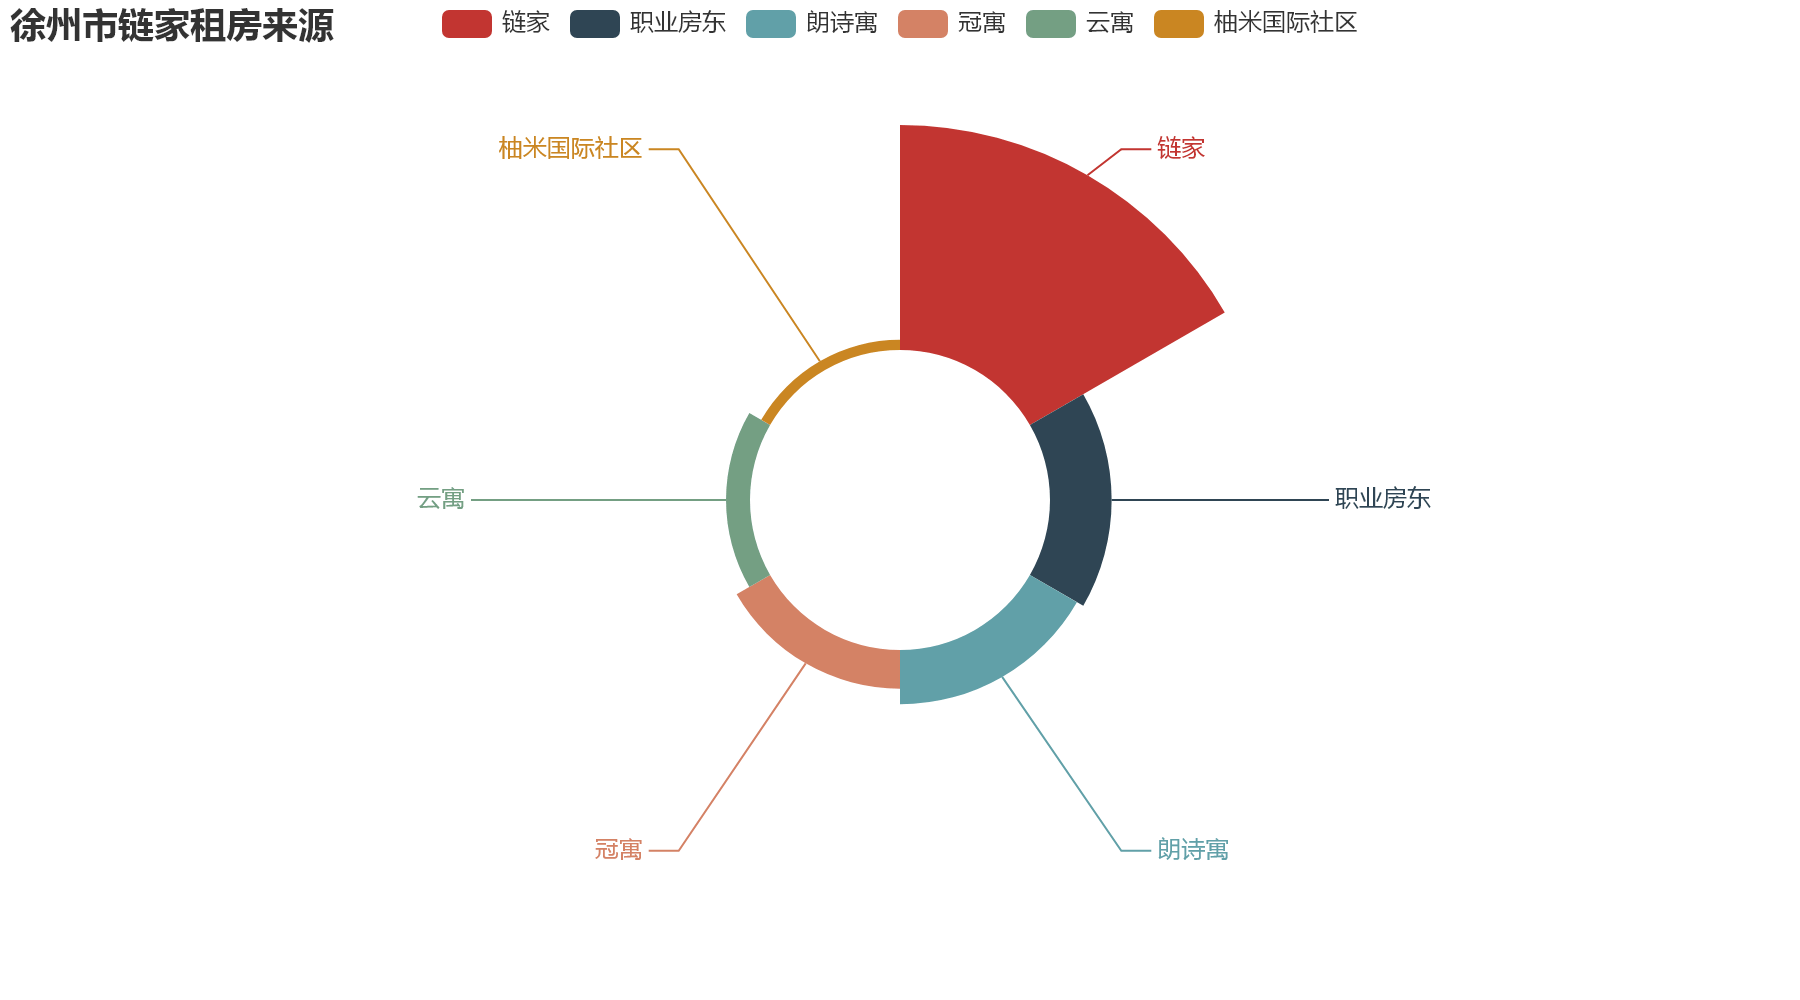 徐州市链家租房来源
链家 职业房东 朗诗寓 冠寓 云寓 柚米国际社区
柚米国际社区 链家
云寓 职业房东
冠寓 朗诗寓